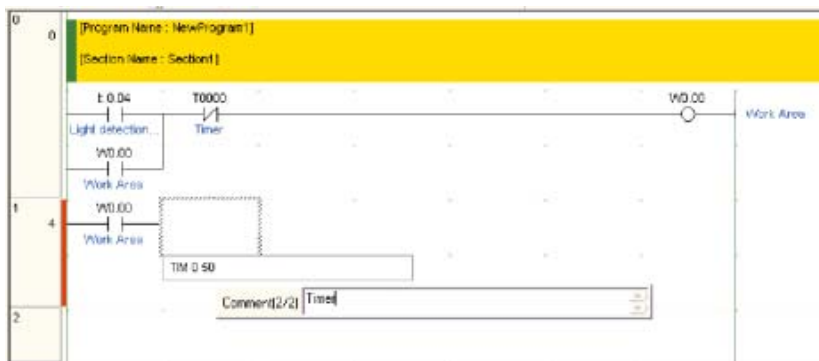 0
0
[Program Name : NewProgram1]
[Section Name : Section1]
I: 0.04 T0000 W0.00
Light detection... Timer Work Area
W0.00
Work Area
1
4
W0.00
Work Area
TIM 0 50
Comment[2/2] Timer
2